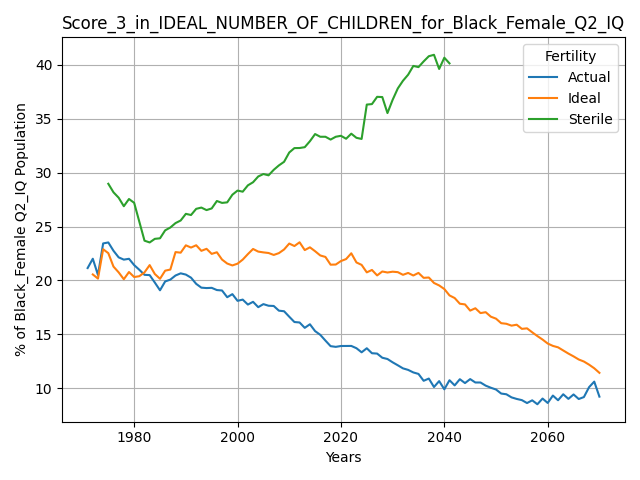 Score_3_in_IDEAL_NUMBER_OF_CHILDREN_for_Black_Female_Q2_IQ
Fertility
Actual
Ideal
Sterile
% of Black_Female Q2_IQ Population
40
35
30
25
20
15
10
1980
2000
2020
2040
2060
Years